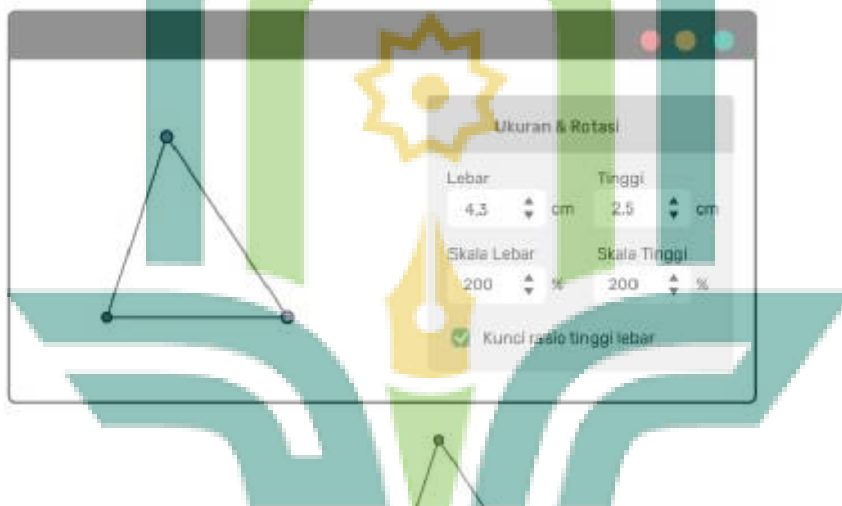 Ukuran & Rotasi
Lebar Tinggi
4,3 cm 2.5 cm
Skala Lebar Skala Tinggi
200 % 200 %
Kunci rasio tinggi lebar